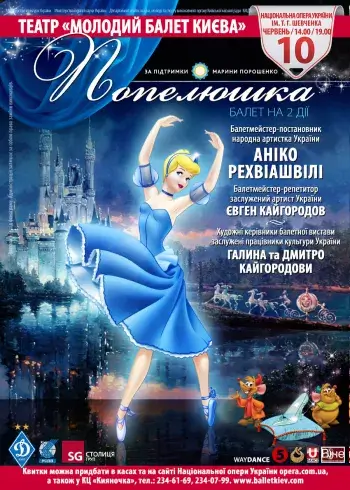 ТЕАТР «МОЛОДИЙ БАЛЕТ КИЄВА»
НАЦІОНАЛЬНА ОПЕРА УКРАЇНИ
ІМ. Т. Г. ШЕВЧЕНКА
ЧЕРВЕНЬ / 14.00 / 19.00
10
ЗА ПІДТРИМКИ МАРИНИ ПОРОШЕНКО
Попелюшка
БАЛЕТ НА 2 ДІЇ
Балетмейстер-постановник
народна артистка України
АНІКО
РЕХВІАШВІЛІ
Балетмейстер-репетитор
заслужений артист України
ЄВГЕН КАЙГОРОДОВ
Художні керівники балетної вистави
заслужені працівники культури України
ГАЛИНА та ДМИТРО
КАЙГОРОДОВИ
SG СТОЛИЦЯ
ГРУП
WAYDANCE
Квитки можна придбати в касах та на сайті Національної опери України opera.com.ua,
а також у КЦ «Кияночка», тел.: 234-61-69, 234-07-99. www.balletkiev.com